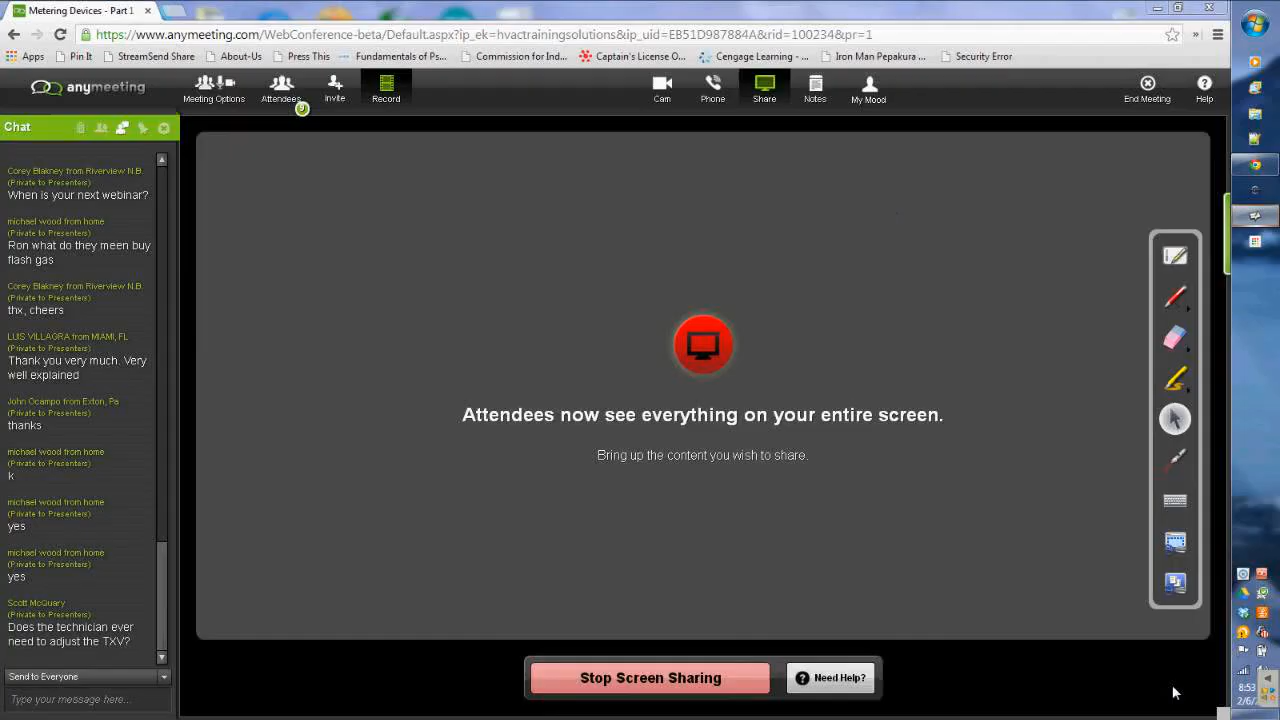 Metering Devices - Part 1
https://www.anymeeting.com/WebConference-beta/Default.aspx?ip_ek=hvactrainingsolutions&ip_uid=EB51D987884A&rid=100234&pr=1
Apps Pin It StreamSend Share About-Us Press This Fundamentals of Ps... Commission for Ind... Captain's License Co... Cengage Learning - ... Iron Man Pepakura ... Security Error
anymeeting Meeting Options Attendees Invite Record Cam Phone Share Notes My Mood End Meeting Help
9
Chat
Corey Blakney from Riverview N.B.
(Private to Presenters)
When is your next webinar?
michael wood from home
(Private to Presenters)
Ron what do they meen buy
flash gas
Corey Blakney from Riverview N.B.
(Private to Presenters)
thx, cheers
LUIS VILLAGRA from MIAMI, FL
(Private to Presenters)
Thank you very much. Very
well explained
John Ocampo from Exton, Pa
(Private to Presenters)
thanks
michael wood from home
(Private to Presenters)
k
michael wood from home
(Private to Presenters)
yes
michael wood from home
(Private to Presenters)
yes
Scott McQuary
(Private to Presenters)
Does the technician ever
need to adjust the TXV?
Send to Everyone
Type your message here...
Attendees now see everything on your entire screen.
Bring up the content you wish to share.
Stop Screen Sharing
Need Help?
8:53
2/6/